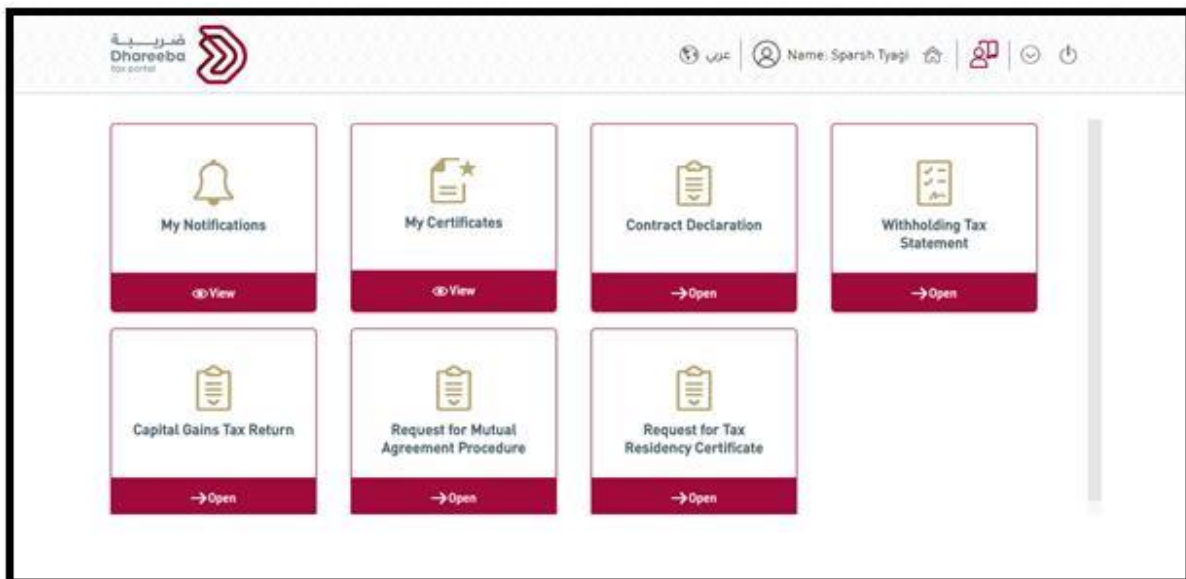 ضريبة
Dhareeba
tax portal
عربي
Name: Sparsh Tyagi
My Notifications
My Certificates
Contract Declaration
Withholding Tax
Statement
View
View
Open
Open
Capital Gains Tax Return
Request for Mutual
Agreement Procedure
Request for Tax
Residency Certificate
Open
Open
Open